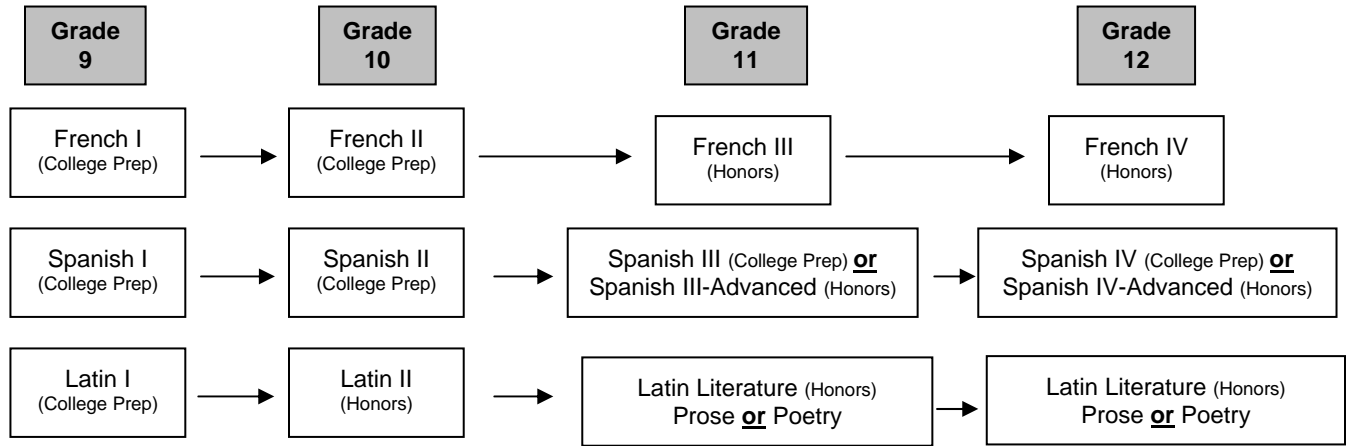 Grade
9
Grade
10
Grade
11
Grade
12
French I
(College Prep)
French II
(College Prep)
French III
(Honors)
French IV
(Honors)
Spanish I
(College Prep)
Spanish II
(College Prep)
Spanish III (College Prep) or
Spanish III-Advanced (Honors)
Spanish IV (College Prep) or
Spanish IV-Advanced (Honors)
Latin I
(College Prep)
Latin II
(Honors)
Latin Literature (Honors)
Prose or Poetry
Latin Literature (Honors)
Prose or Poetry